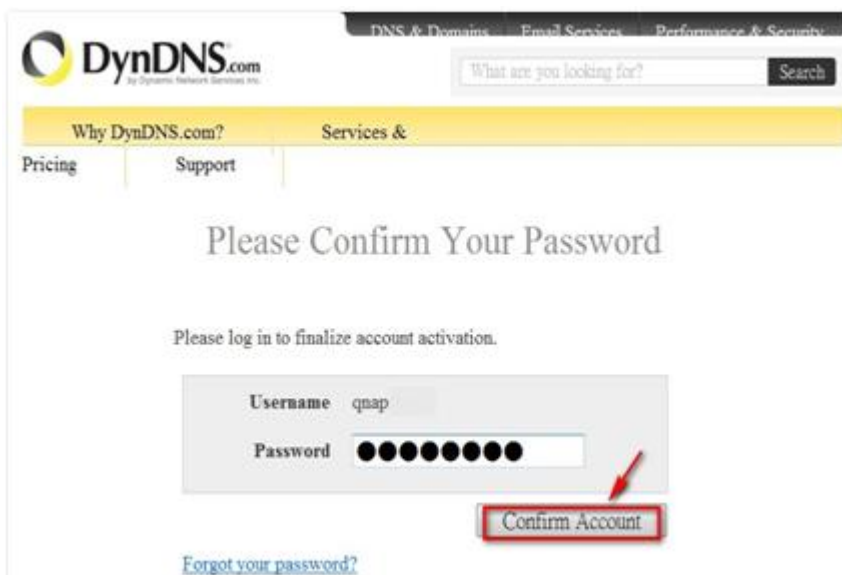 DNS & Domains Email Services Performance & Security
DynDNS.com
by Dynamic Network Services Inc.
What are you looking for? Search
Why DynDNS.com? Services &
Pricing Support
Please Confirm Your Password
Please log in to finalize account activation.
Username qnap
Password ●●●●●●●●
Confirm Account
Forgot your password?